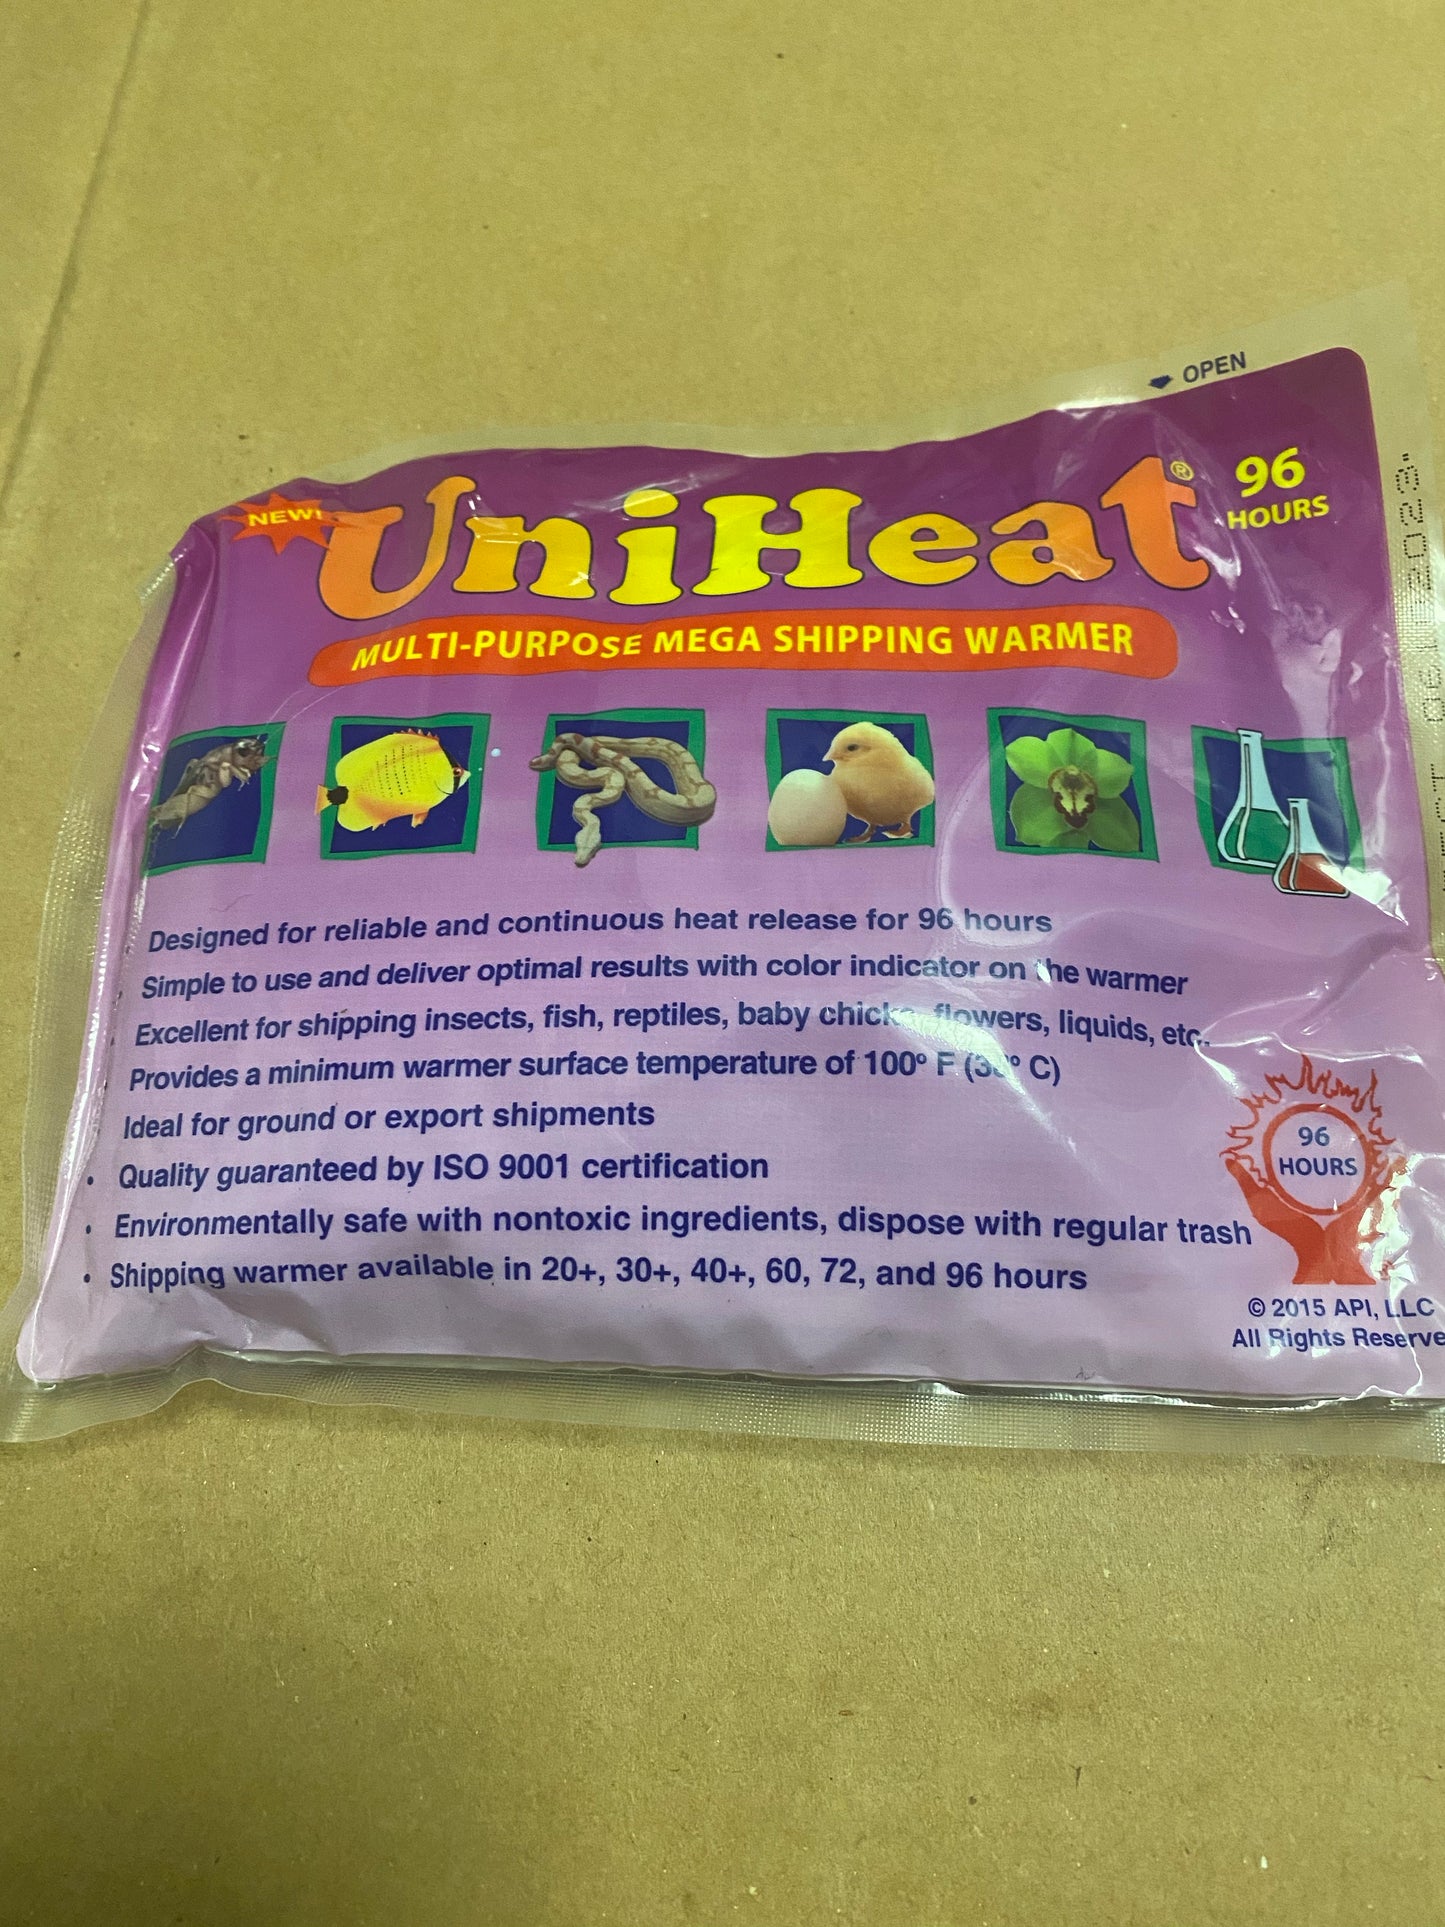 OPEN
NEW!
UniHeat®
96
HOURS
MULTI-PURPOSE MEGA SHIPPING WARMER
Designed for reliable and continuous heat release for 96 hours
Simple to use and deliver optimal results with color indicator on the warmer
Excellent for shipping insects, fish, reptiles, baby chicks, flowers, liquids, etc.
Provides a minimum warmer surface temperature of 100º F ( º C)
Ideal for ground or export shipments
• Quality guaranteed by ISO 9001 certification
• Environmentally safe with nontoxic ingredients, dispose with regular trash
• Shipping warmer available in 20+, 30+, 40+, 60, 72, and 96 hours
96
HOURS
© 2015 API, LLC
All Rights Reserve
2023